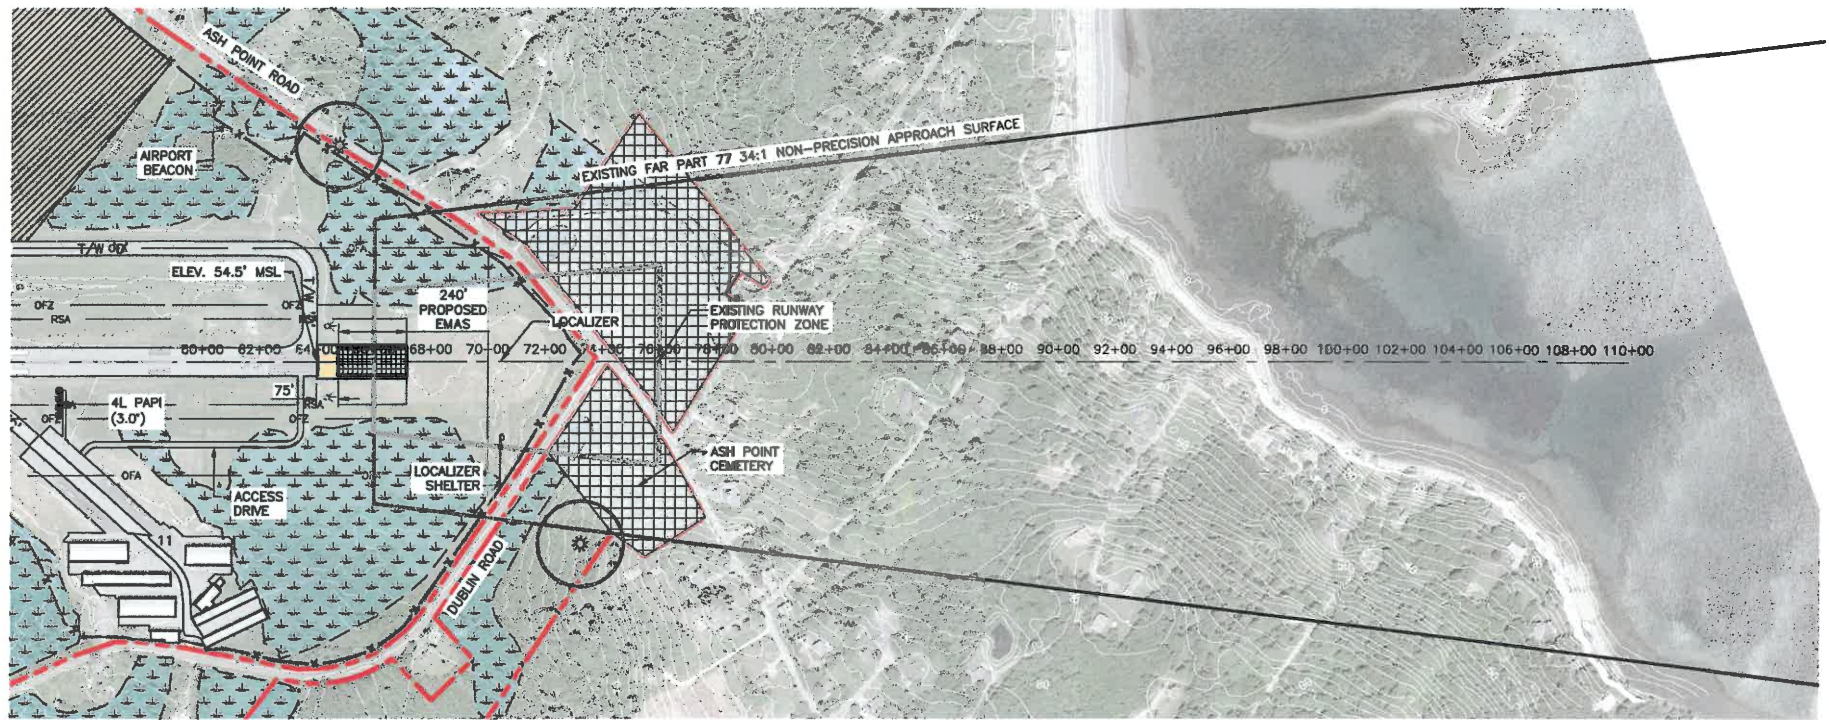 ASH POINT ROAD
AIRPORT
BEACON
EXISTING FAR PART 77 34:1 NON-PRECISION APPROACH SURFACE
T/W
ELEV. 54.5' MSL
T/W
240'
PROPOSED
EMAS
LOCALIZER
EXISTING RUNWAY
PROTECTION ZONE
OFZ
RSA
OFZ
60+00 62+00 68+00 70+00 72+00 80+00 82+00 88+00 90+00 92+00 94+00 96+00 98+00 100+00 102+00 104+00 106+00 108+00 110+00
75'
RSA
4L PAPI
(3.0°)
OFZ
OFA
LOCALIZER
SHELTER
ASH POINT
CEMETERY
ACCESS
DRIVE
11
DUBLIN ROAD